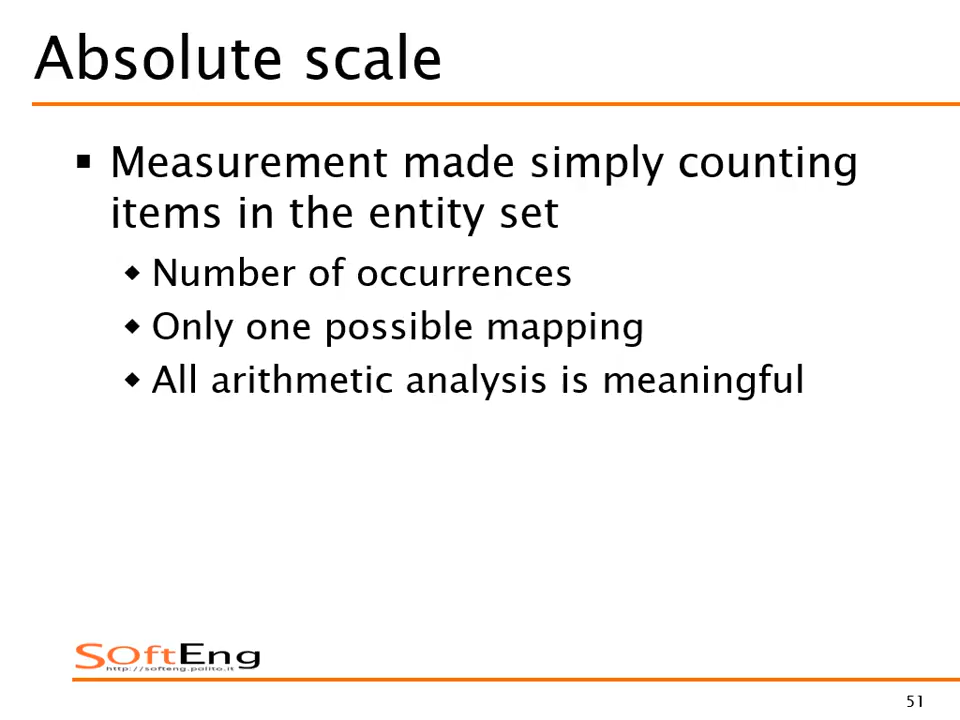 Absolute scale
▪ Measurement made simply counting
items in the entity set
◆ Number of occurrences
◆ Only one possible mapping
◆ All arithmetic analysis is meaningful
SOftEng
http://softeng.polito.it
51